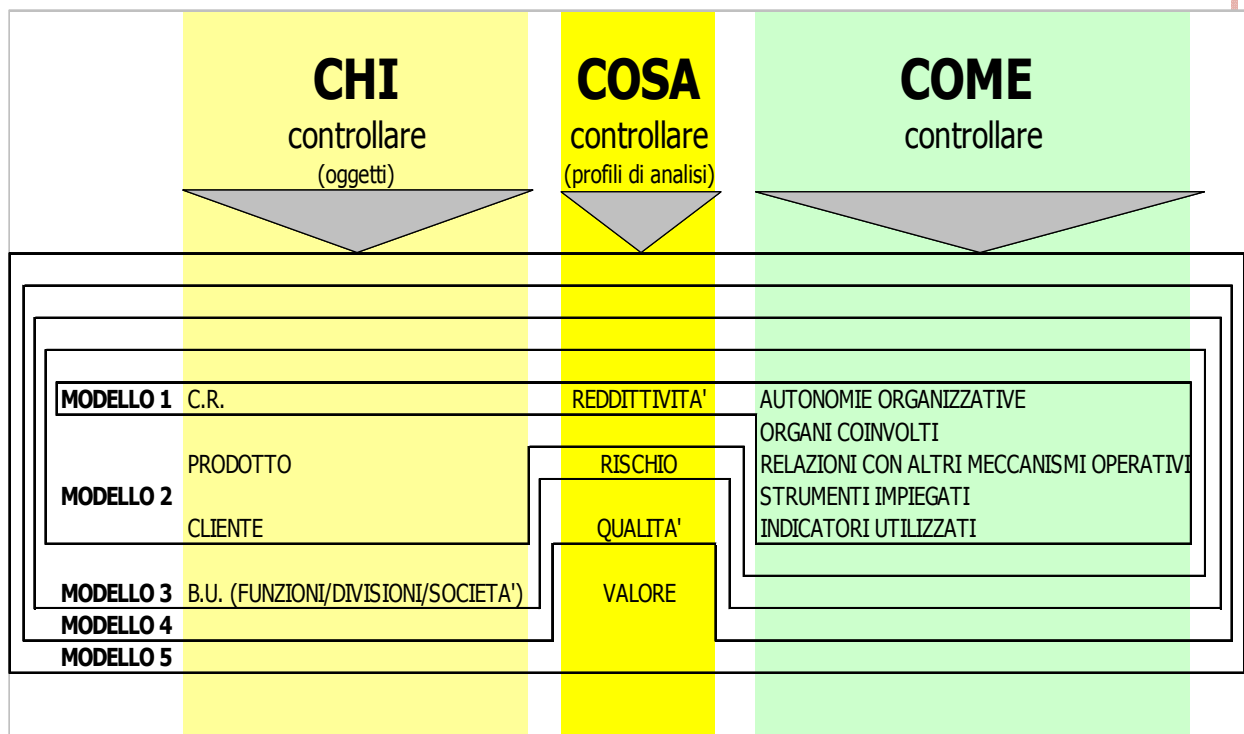 CHI
controllare
(oggetti)
COSA
controllare
(profili di analisi)
COME
controllare
MODELLO 1 C.R. REDDITTIVITA' AUTONOMIE ORGANIZZATIVE
ORGANI COINVOLTI
PRODOTTO RISCHIO RELAZIONI CON ALTRI MECCANISMI OPERATIVI
MODELLO 2 STRUMENTI IMPIEGATI
CLIENTE QUALITA' INDICATORI UTILIZZATI
MODELLO 3 B.U. (FUNZIONI/DIVISIONI/SOCIETA') VALORE
MODELLO 4
MODELLO 5